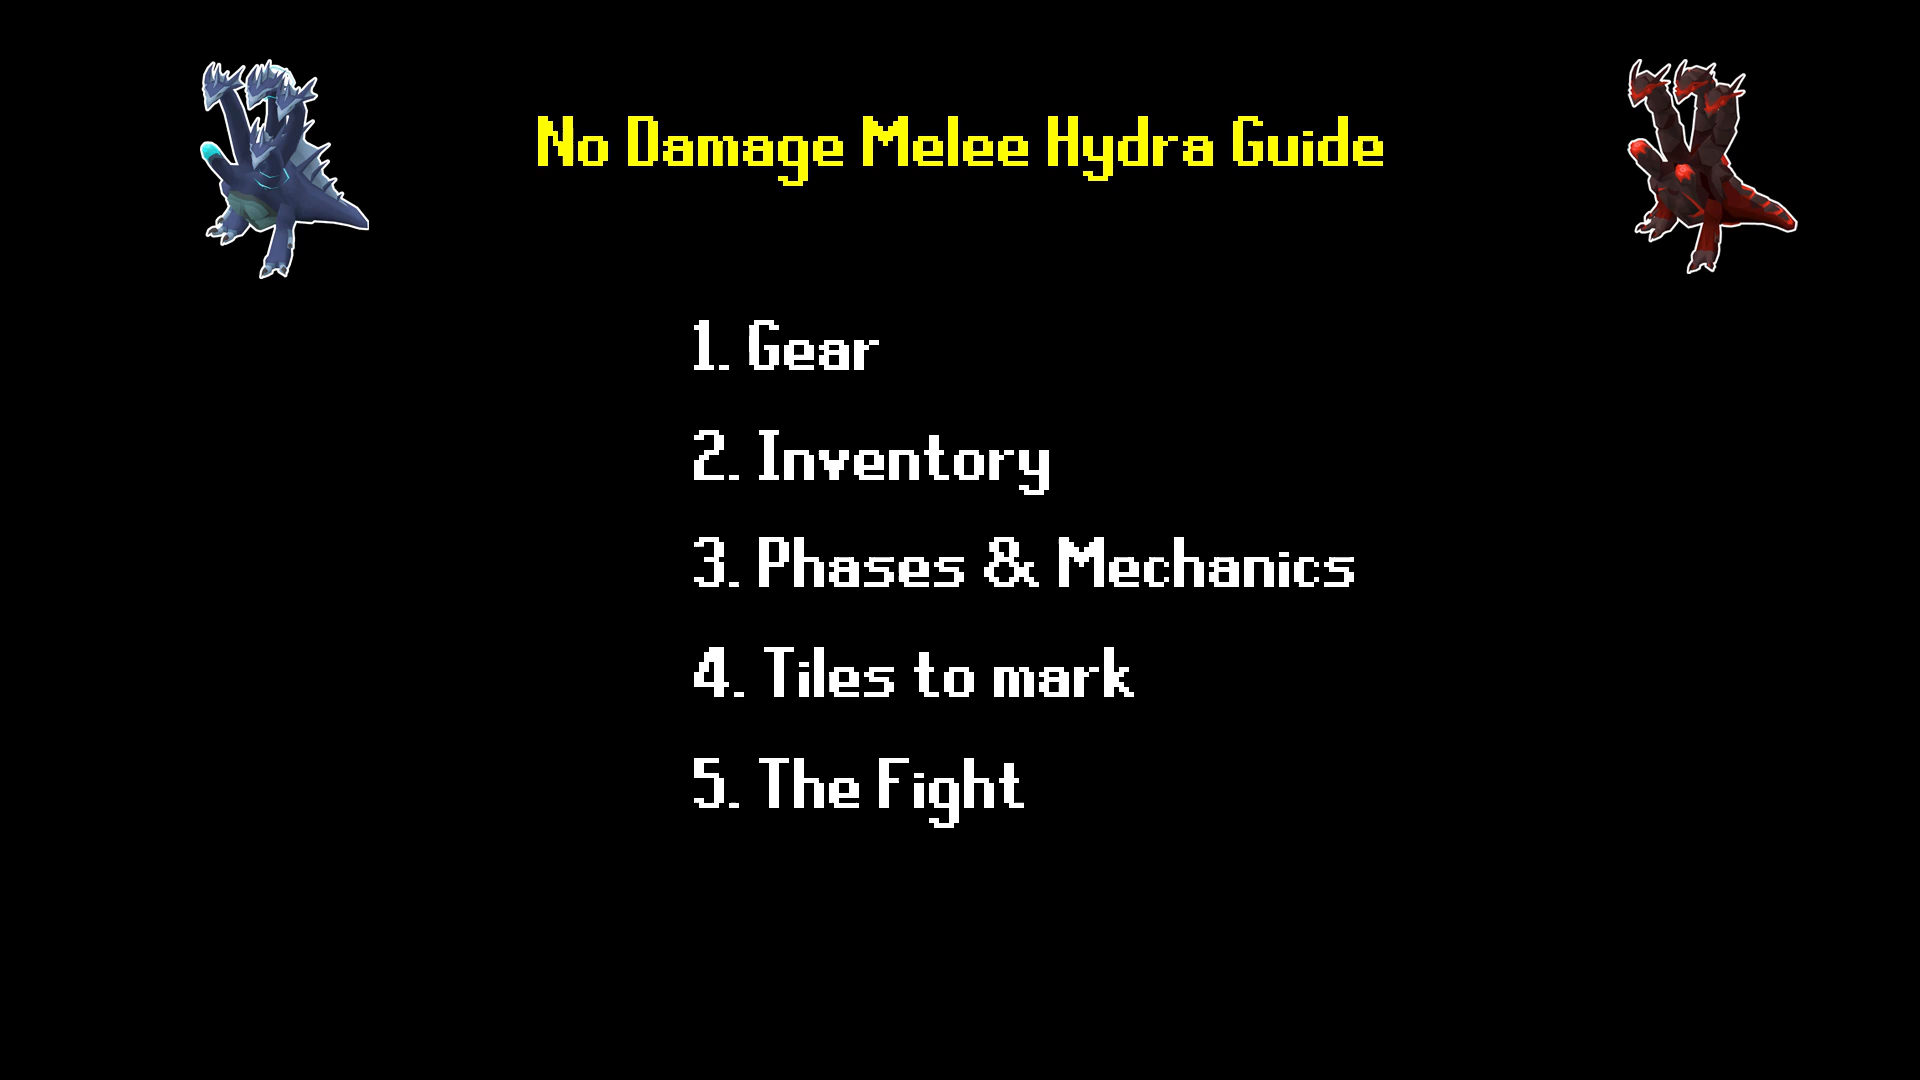 No Damage Melee Hydra Guide
1. Gear
2. Inventory
3. Phases & Mechanics
4. Tiles to mark
5. The Fight